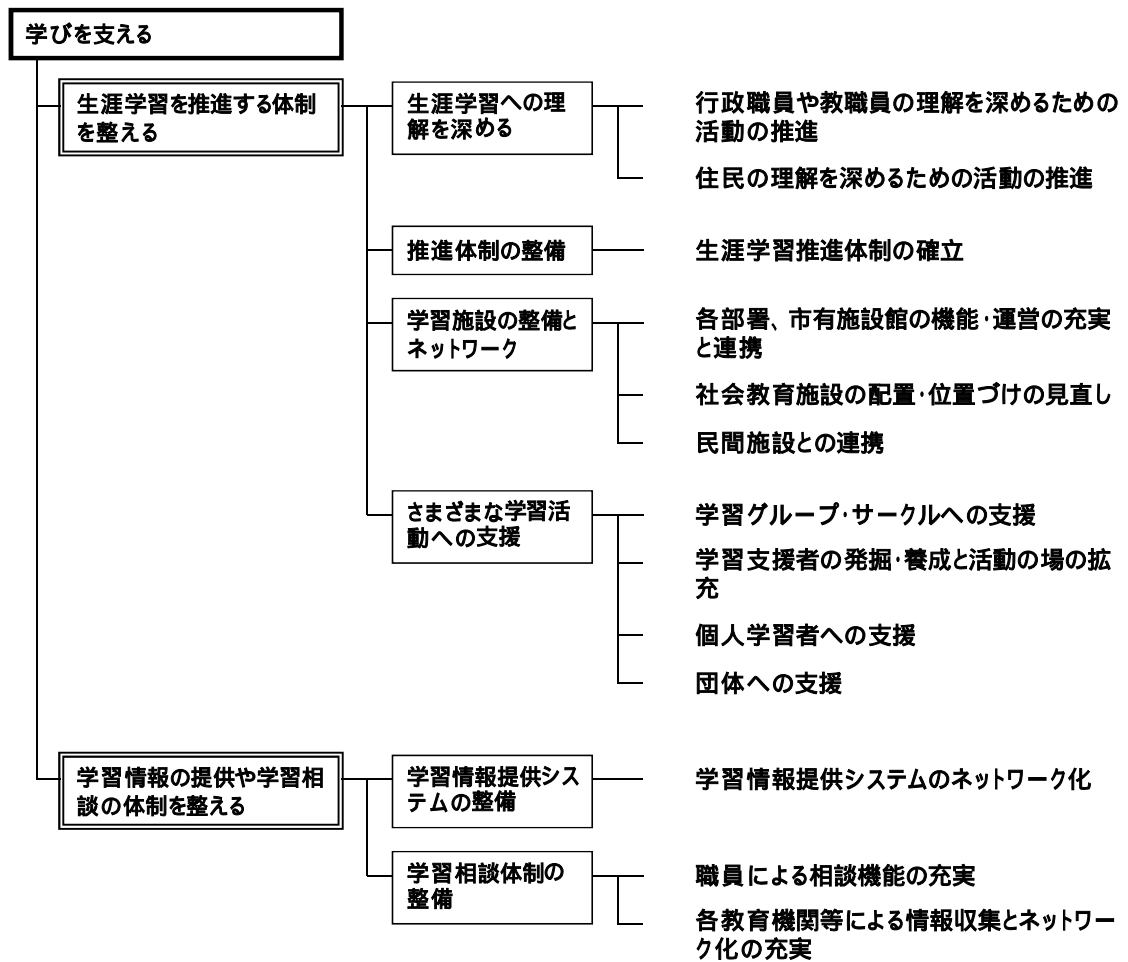 学びを支える
生涯学習を推進する体制
を整える
生涯学習への理
解を深める
行政職員や教職員の理解を深めるための
活動の推進
住民の理解を深めるための活動の推進
推進体制の整備
生涯学習推進体制の確立
学習施設の整備と
ネットワーク
各部署、市有施設館の機能･運営の充実
と連携
社会教育施設の配置･位置づけの見直し
民間施設との連携
さまざまな学習活
動への支援
学習グループ･サークルへの支援
学習支援者の発掘･養成と活動の場の拡
充
個人学習者への支援
団体への支援
学習情報の提供や学習相
談の体制を整える
学習情報提供シス
テムの整備
学習情報提供システムのネットワーク化
学習相談体制の
整備
職員による相談機能の充実
各教育機関等による情報収集とネットワー
ク化の充実